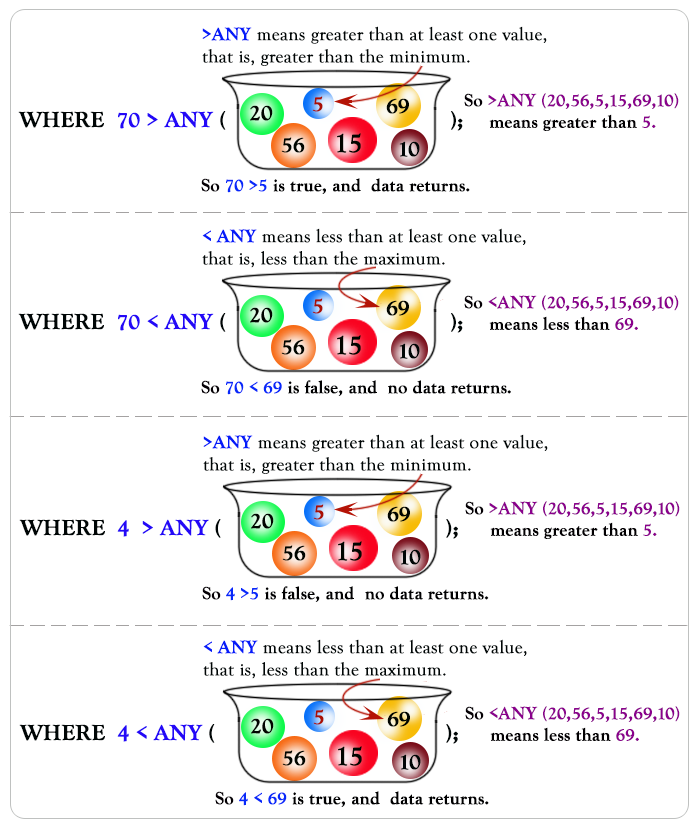 >ANY means greater than at least one value,
that is, greater than the minimum.
WHERE 70 > ANY ( 20 5 69 56 15 10 );
So >ANY (20,56,5,15,69,10)
means greater than 5.
So 70 >5 is true, and data returns.
< ANY means less than at least one value,
that is, less than the maximum.
WHERE 70 < ANY ( 20 5 69 56 15 10 );
So <ANY (20,56,5,15,69,10)
means less than 69.
So 70 < 69 is false, and no data returns.
>ANY means greater than at least one value,
that is, greater than the minimum.
WHERE 4 > ANY ( 20 5 69 56 15 10 );
So >ANY (20,56,5,15,69,10)
means greater than 5.
So 4 >5 is false, and no data returns.
< ANY means less than at least one value,
that is, less than the maximum.
WHERE 4 < ANY ( 20 5 69 56 15 10 );
So <ANY (20,56,5,15,69,10)
means less than 69.
So 4 < 69 is true, and data returns.